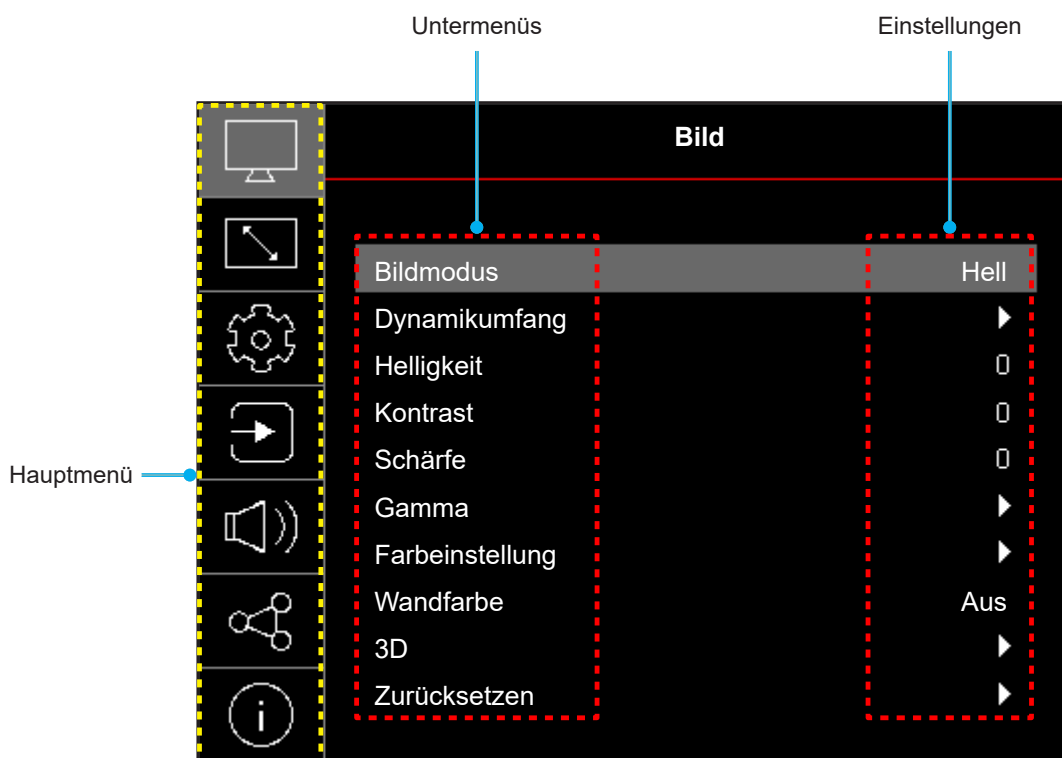 Untermenüs
Einstellungen
Bild
Bildmodus Hell
Dynamikumfang
Helligkeit 0
Kontrast 0
Schärfe 0
Hauptmenü
Gamma
Farbeinstellung
Wandfarbe Aus
3D
Zurücksetzen
i